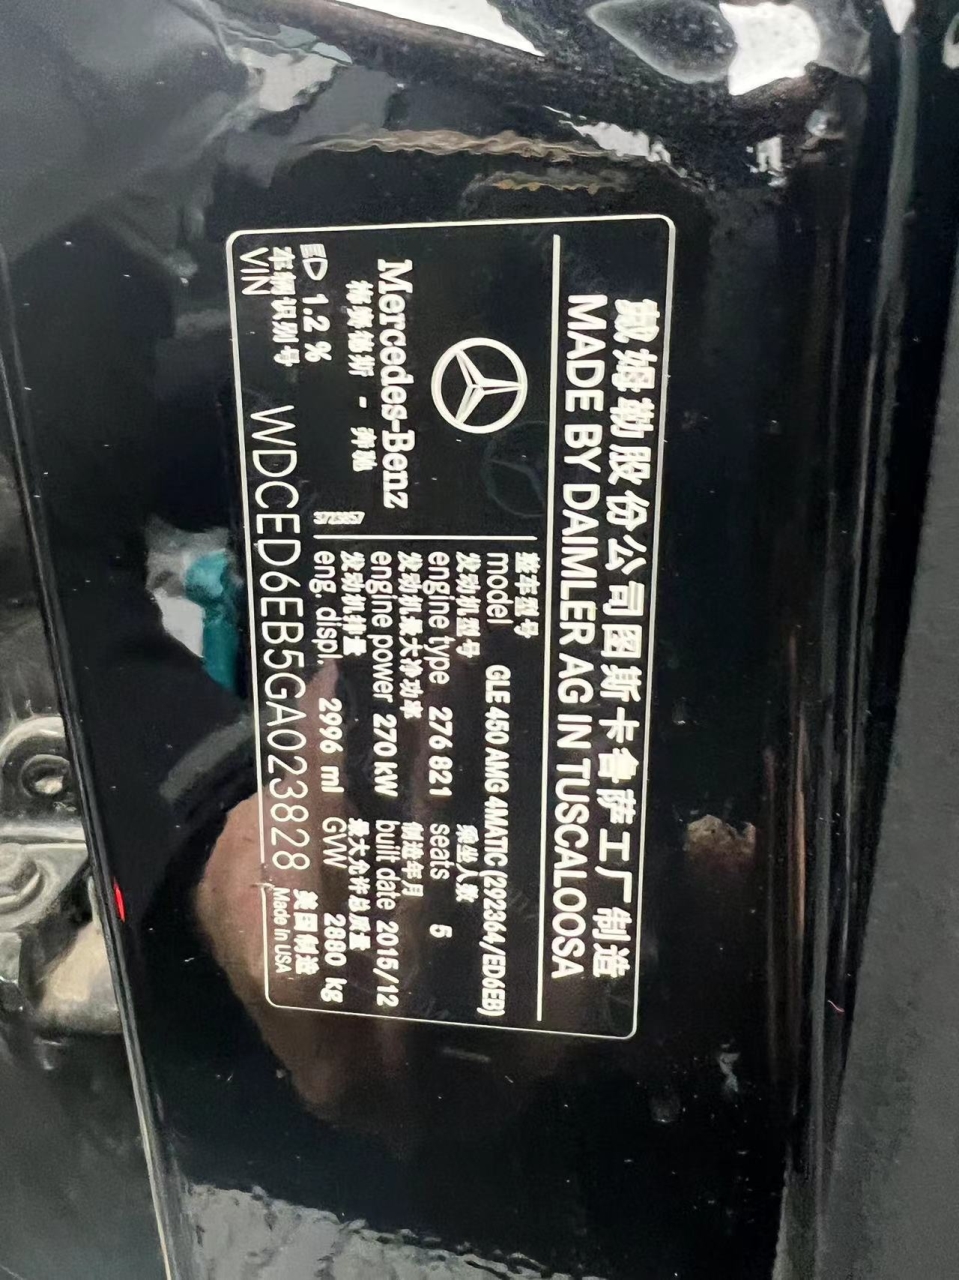 戴姆勒股份公司图斯卡鲁萨工厂制造
MADE BY DAIMLER AG IN TUSCALOOSA
Mercedes-Benz
梅赛德斯 - 奔驰
3723857
整车型号
model GLE 450 AMG 4MATIC (292364/ED6EB)
发动机型号 乘坐人数
engine type 276 821 seats 5
发动机最大净功率 制造年月
engine power 270 kW built date 2015/12
发动机排量 最大允许总质量
eng. displ. 2996 ml GVW 2880 kg
1.2 %
车辆识别号 美国制造
VIN WDCED6EB5GA023828 Made in USA